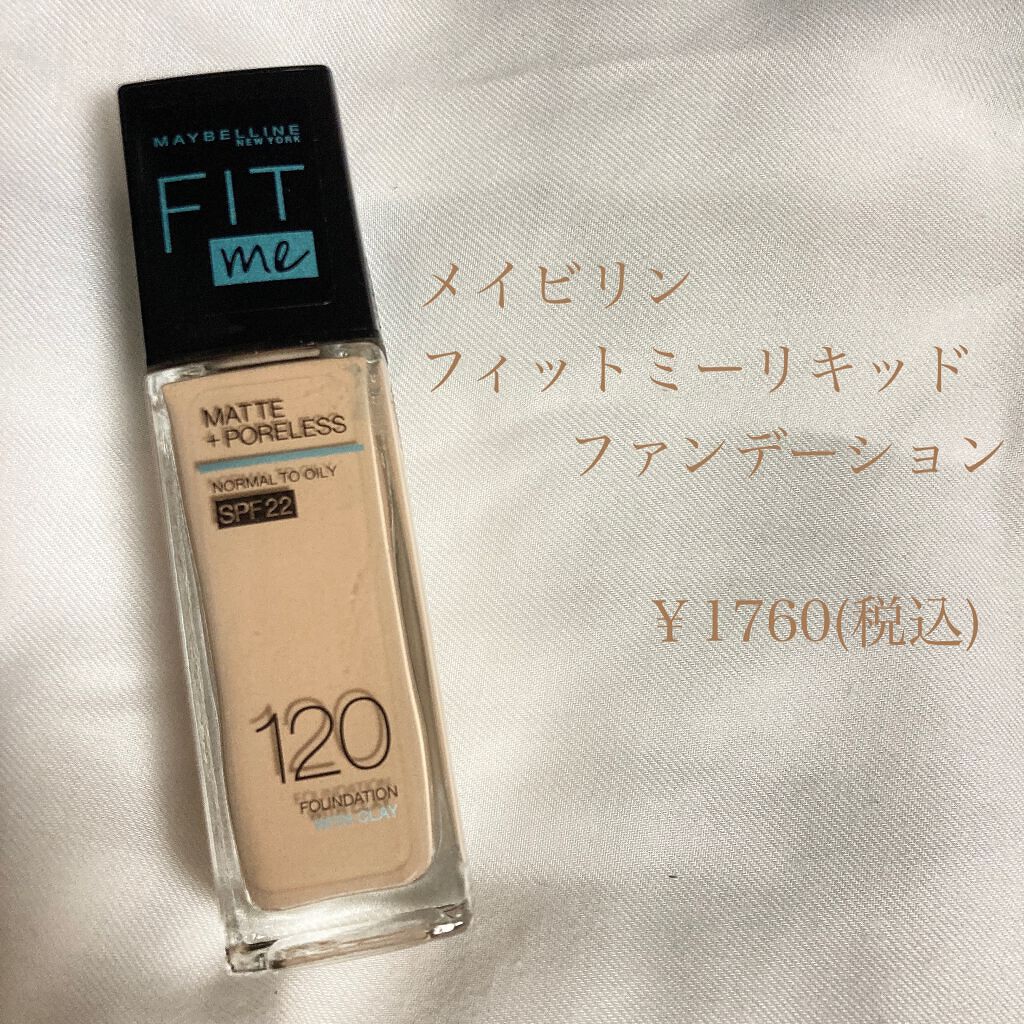 MAYBELLINE
NEW YORK
FIT
me
MATTE
+ PORELESS
NORMAL TO OILY
SPF 22
120
FOUNDATION
WITH CLAY
メイビリン
フィットミーリキッド
ファンデーション
￥1760(税込)